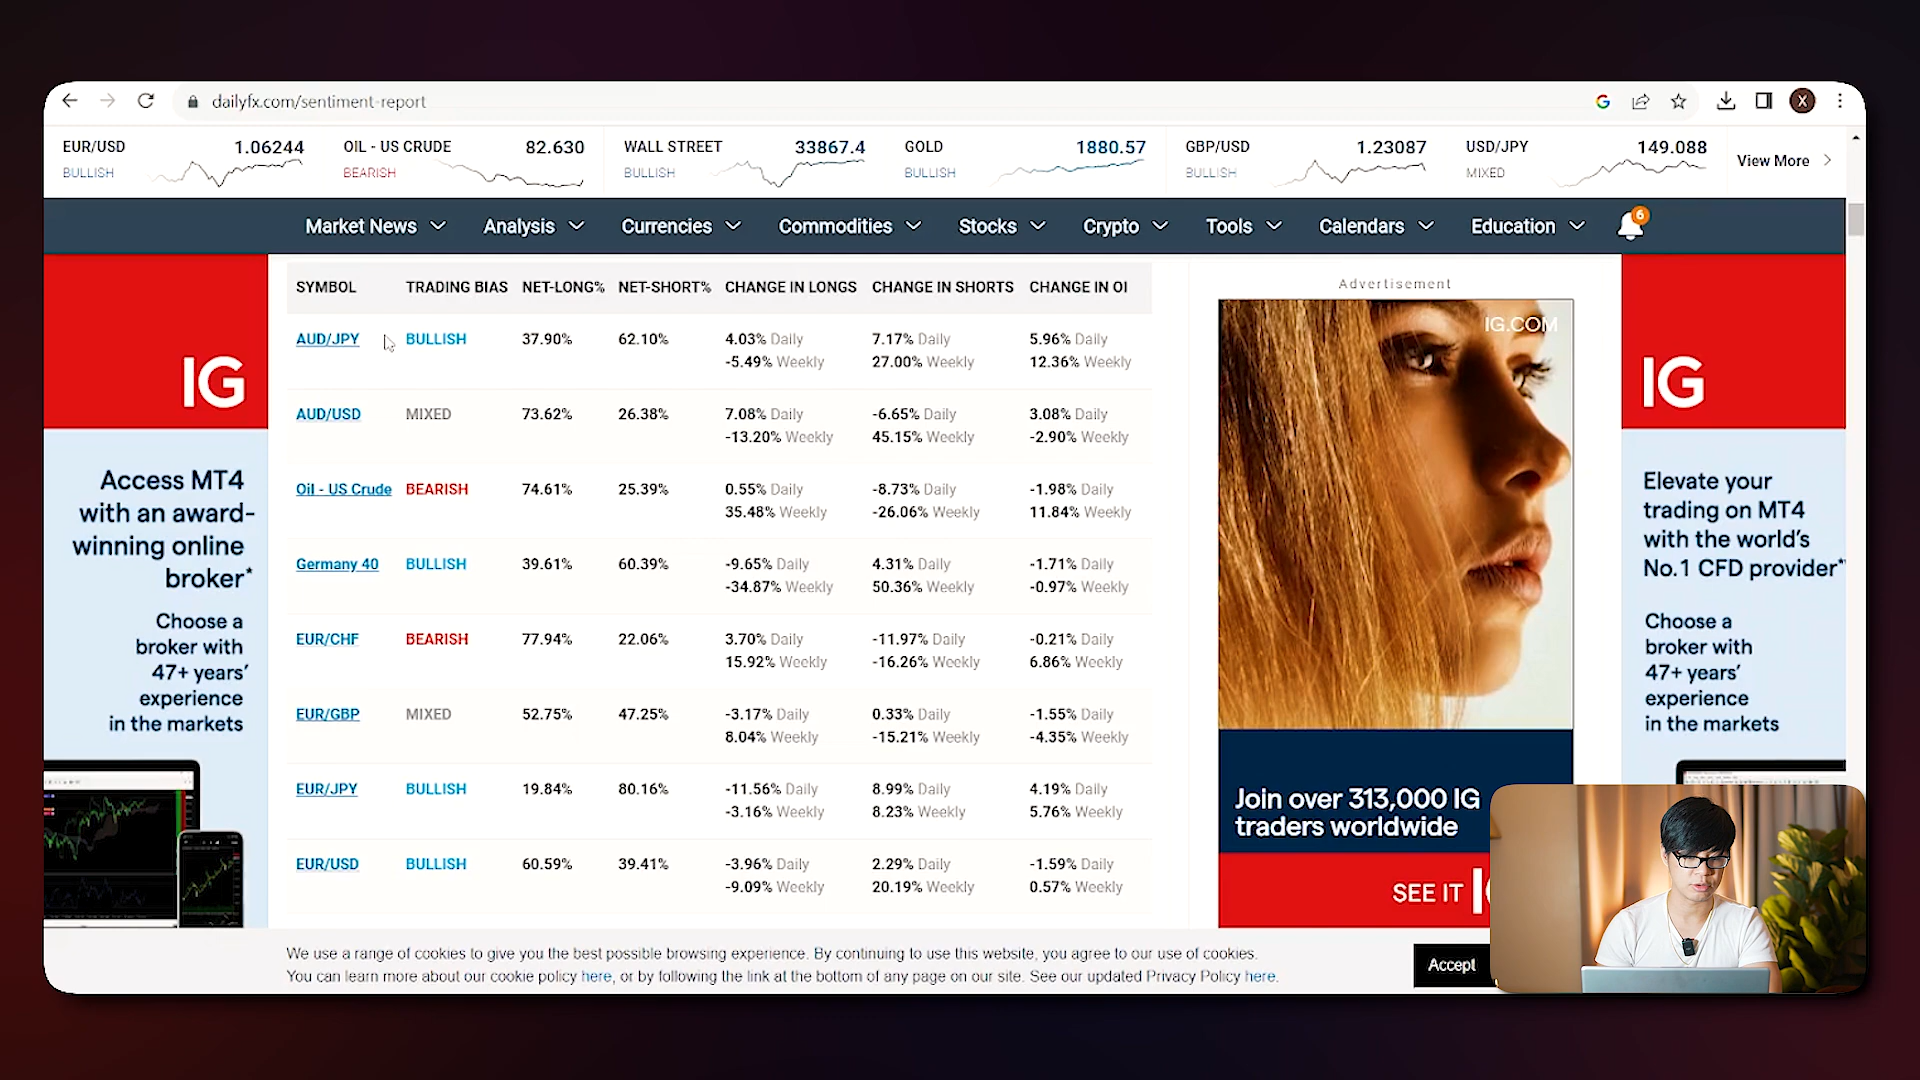 dailyfx.com/sentiment-report
X
EUR/USD 1.06244
BULLISH
OIL - US CRUDE 82.630
BEARISH
WALL STREET 33867.4
BULLISH
GOLD 1880.57
BULLISH
GBP/USD 1.23087
BULLISH
USD/JPY 149.088
MIXED
View More
Market News Analysis Currencies Commodities Stocks Crypto Tools Calendars Education 6
SYMBOL TRADING BIAS NET-LONG% NET-SHORT% CHANGE IN LONGS CHANGE IN SHORTS CHANGE IN OI
AUD/JPY BULLISH 37.90% 62.10% 4.03% Daily 7.17% Daily 5.96% Daily
-5.49% Weekly 27.00% Weekly 12.36% Weekly
AUD/USD MIXED 73.62% 26.38% 7.08% Daily -6.65% Daily 3.08% Daily
-13.20% Weekly 45.15% Weekly -2.90% Weekly
Oil - US Crude BEARISH 74.61% 25.39% 0.55% Daily -8.73% Daily -1.98% Daily
35.48% Weekly -26.06% Weekly 11.84% Weekly
Germany 40 BULLISH 39.61% 60.39% -9.65% Daily 4.31% Daily -1.71% Daily
-34.87% Weekly 50.36% Weekly -0.97% Weekly
EUR/CHF BEARISH 77.94% 22.06% 3.70% Daily -11.97% Daily -0.21% Daily
15.92% Weekly -16.26% Weekly 6.86% Weekly
EUR/GBP MIXED 52.75% 47.25% -3.17% Daily 0.33% Daily -1.55% Daily
8.04% Weekly -15.21% Weekly -4.35% Weekly
EUR/JPY BULLISH 19.84% 80.16% -11.56% Daily 8.99% Daily 4.19% Daily
-3.16% Weekly 8.23% Weekly 5.76% Weekly
EUR/USD BULLISH 60.59% 39.41% -3.96% Daily 2.29% Daily -1.59% Daily
-9.09% Weekly 20.19% Weekly 0.57% Weekly
IG
Access MT4
with an award-
winning online
broker*
Choose a
broker with
47+ years'
experience
in the markets
Advertisement
IG.COM
Join over 313,000 IG
traders worldwide
SEE IT
IG
Elevate your
trading on MT4
with the world's
No.1 CFD provider*
Choose a
broker with
47+ years'
experience
in the markets
We use a range of cookies to give you the best possible browsing experience. By continuing to use this website, you agree to our use of cookies.
You can learn more about our cookie policy here, or by following the link at the bottom of any page on our site. See our updated Privacy Policy here.
Accept